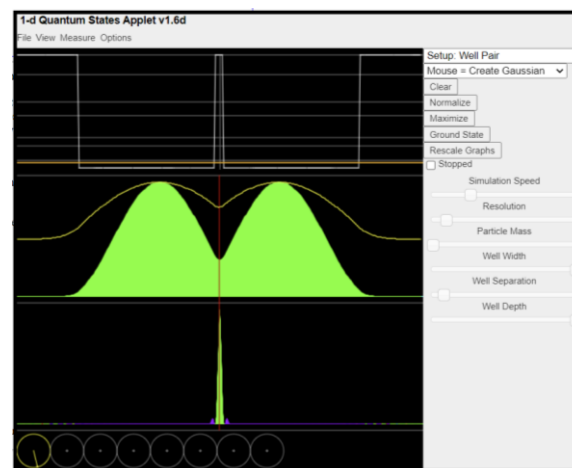 1-d Quantum States Applet v1.6d
File View Measure Options
Setup: Well Pair
Mouse = Create Gaussian
Clear
Normalize
Maximize
Ground State
Rescale Graphs
Stopped
Simulation Speed
Resolution
Particle Mass
Well Width
Well Separation
Well Depth